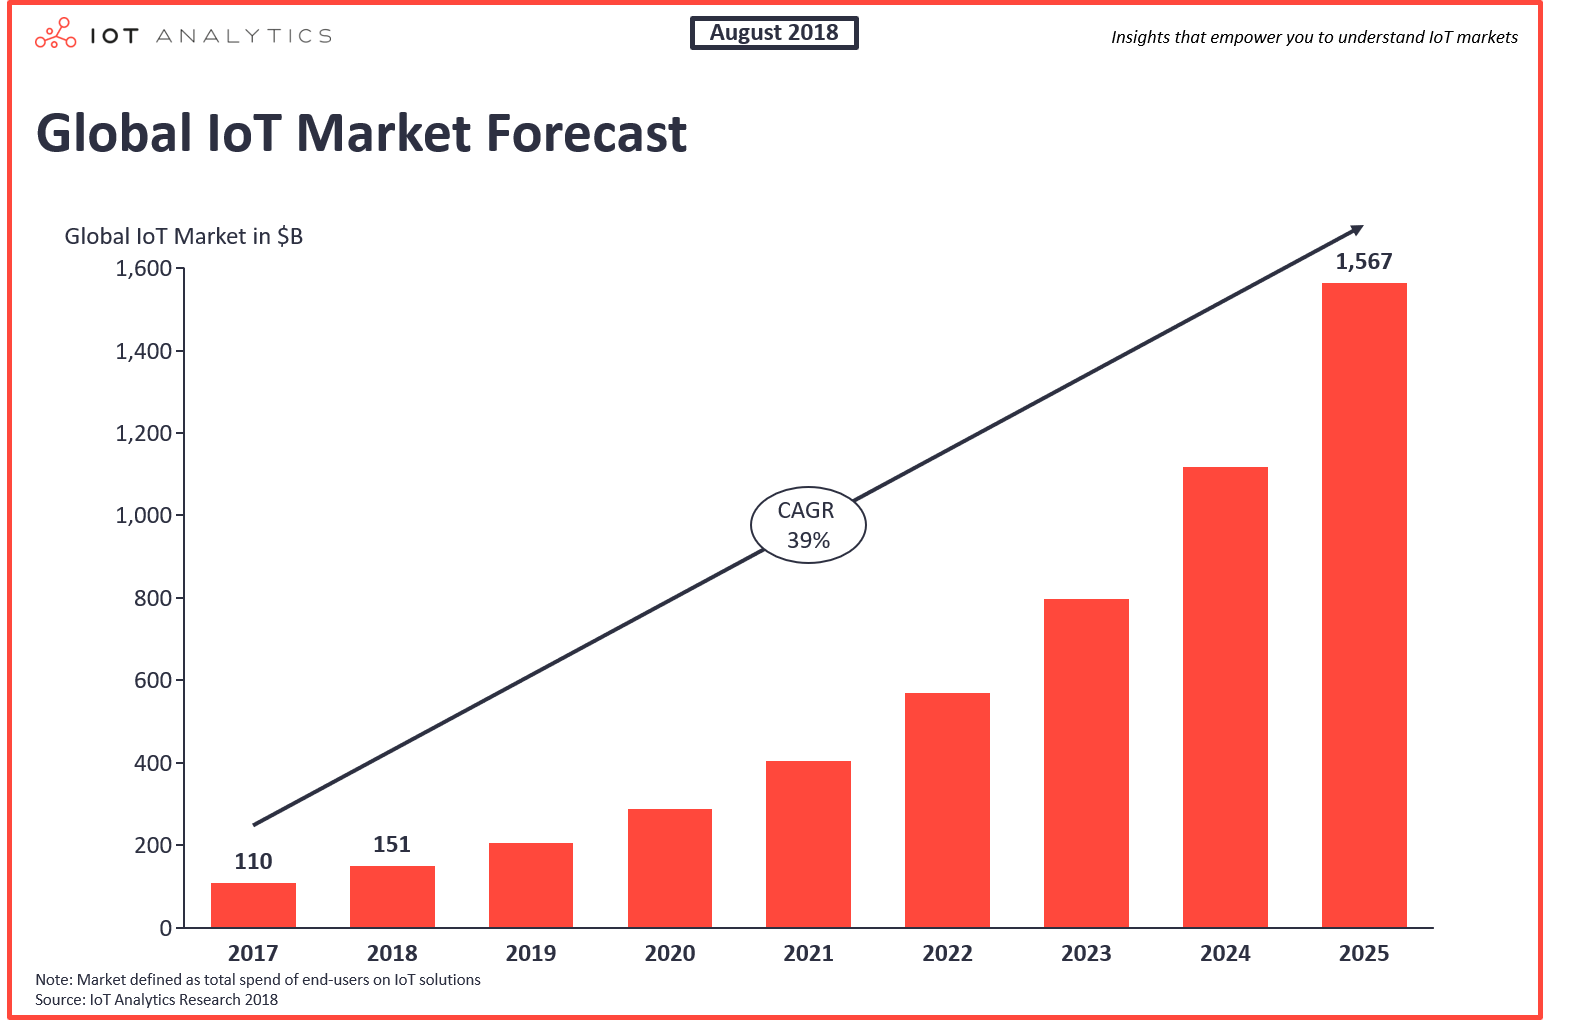 IOT ANALYTICS
August 2018
Insights that empower you to understand IoT markets
Global IoT Market Forecast
Global IoT Market in $B
1,600
1,400
1,200
1,000
800
600
400
200
0
110
151
1,567
CAGR
39%
2017 2018 2019 2020 2021 2022 2023 2024 2025
Note: Market defined as total spend of end-users on IoT solutions
Source: IoT Analytics Research 2018